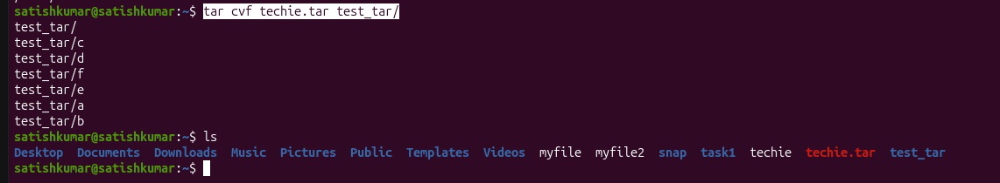 satishkumar@satishkumar:~$ tar cvf techie.tar test_tar/
test_tar/
test_tar/c
test_tar/d
test_tar/f
test_tar/e
test_tar/a
test_tar/b
satishkumar@satishkumar:~$ ls
Desktop  Documents  Downloads  Music  Pictures  Public  Templates  Videos  myfile  myfile2  snap  task1  techie  techie.tar  test_tar
satishkumar@satishkumar:~$